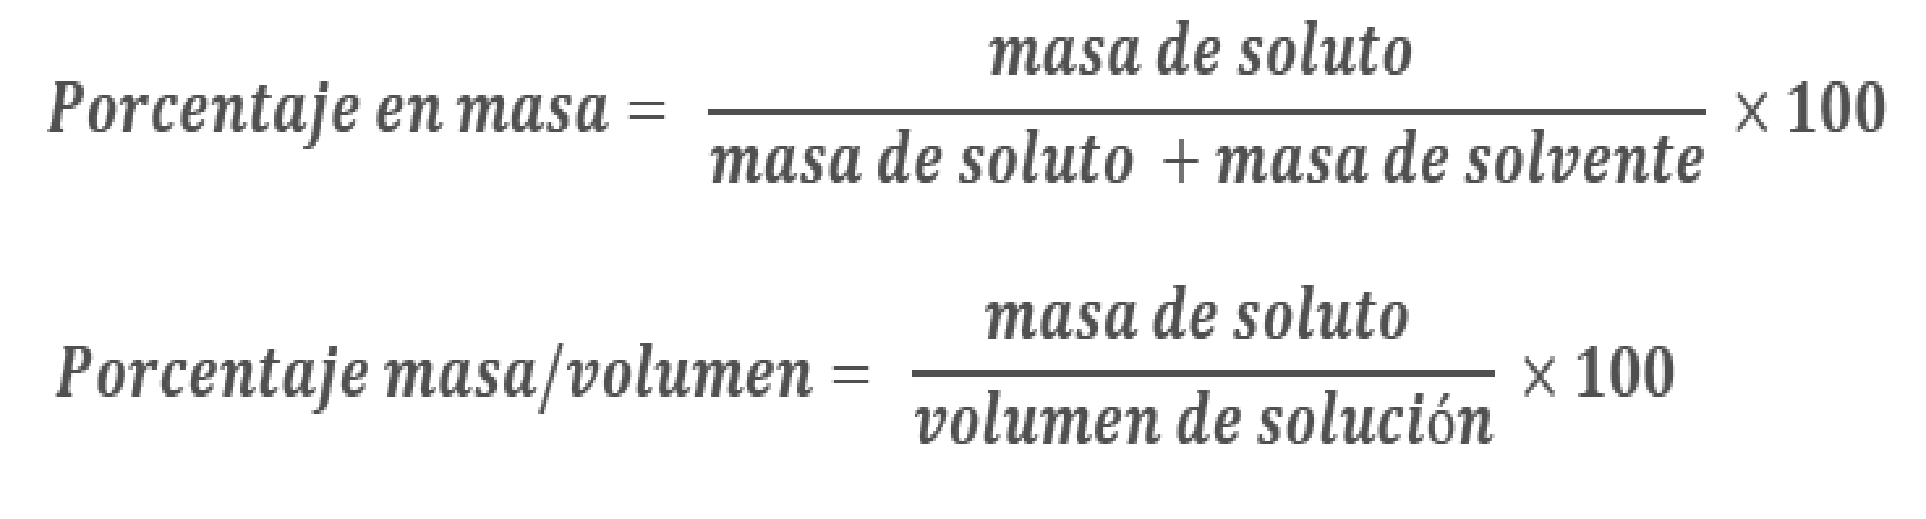 Porcentaje en masa = masa de soluto / masa de soluto + masa de solvente × 100
Porcentaje masa/volumen = masa de soluto / volumen de solución × 100